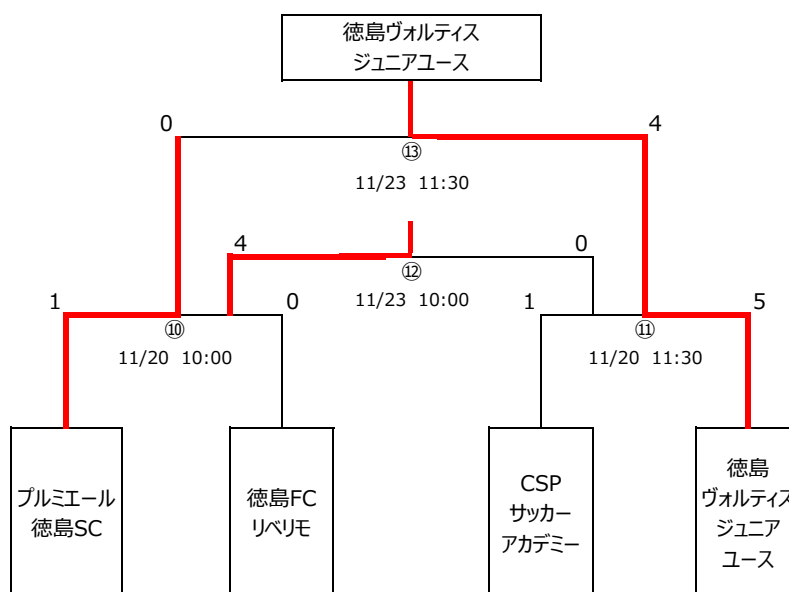 徳島ヴォルティス
ジュニアユース
0
4
⑬
11/23 11:30
4
0
⑫
11/23 10:00
1
0
1
5
⑩
⑪
11/20 10:00
11/20 11:30
プルミエール
徳島SC
徳島FC
リベリモ
CSP
サッカー
アカデミー
徳島
ヴォルティス
ジュニア
ユース